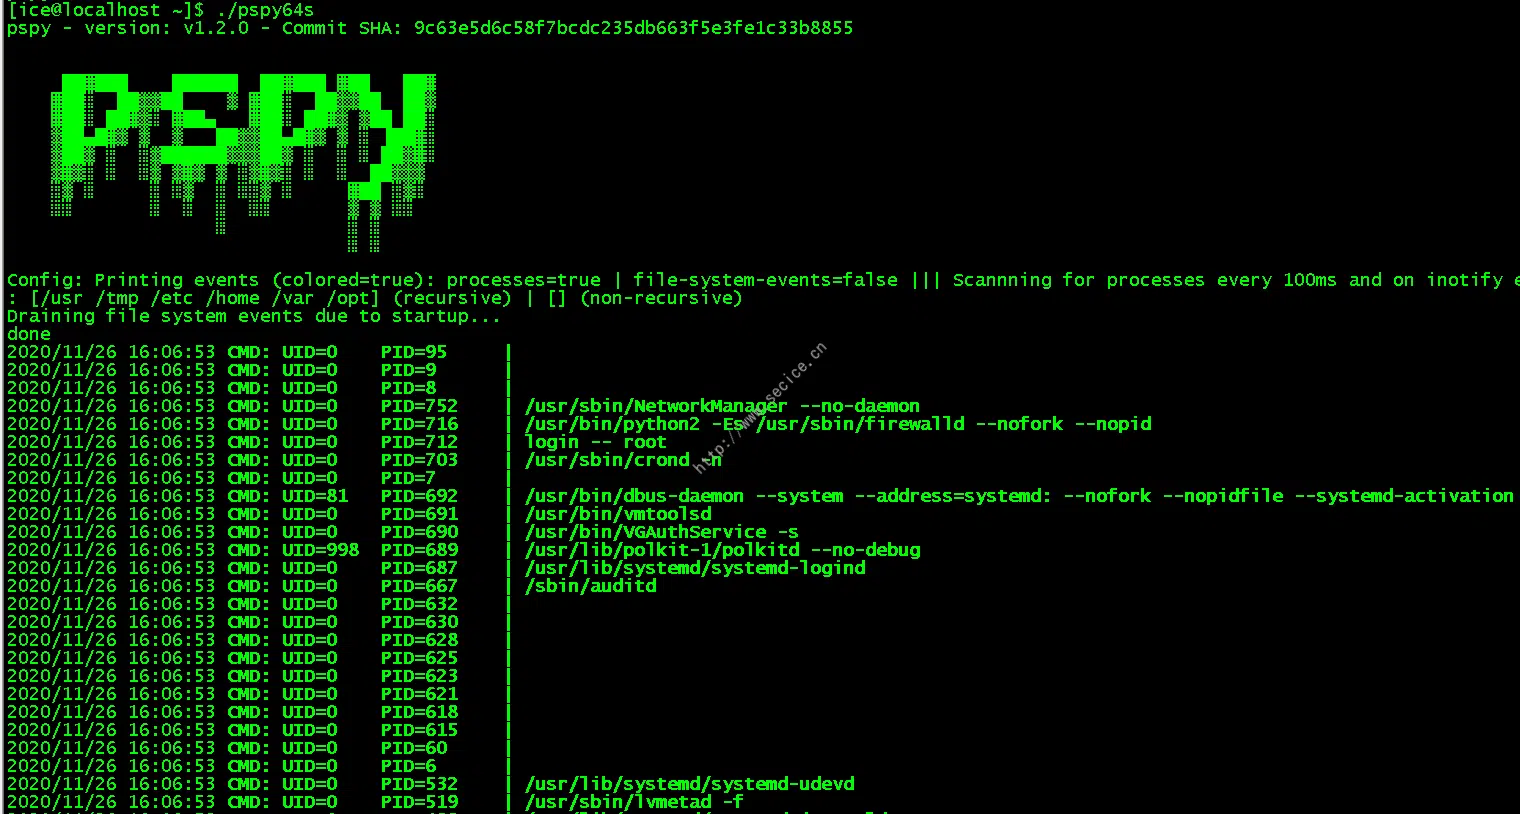 [ice@localhost ~]$ ./pspy64s
pspy - version: v1.2.0 - Commit SHA: 9c63e5d6c58f7bcdc235db663f5e3fe1c33b8855
PSPY
Config: Printing events (colored=true): processes=true | file-system-events=false ||| Scannning for processes every 100ms and on inotify e
: [/usr /tmp /etc /home /var /opt] (recursive) | [] (non-recursive)
Draining file system events due to startup...
done
2020/11/26 16:06:53 CMD: UID=0    PID=95     |
2020/11/26 16:06:53 CMD: UID=0    PID=9      |
2020/11/26 16:06:53 CMD: UID=0    PID=8      |
2020/11/26 16:06:53 CMD: UID=0    PID=752    | /usr/sbin/NetworkManager --no-daemon
2020/11/26 16:06:53 CMD: UID=0    PID=716    | /usr/bin/python2 -Es /usr/sbin/firewalld --nofork --nopid
2020/11/26 16:06:53 CMD: UID=0    PID=712    | login -- root
2020/11/26 16:06:53 CMD: UID=0    PID=703    | /usr/sbin/crond -n
2020/11/26 16:06:53 CMD: UID=0    PID=7      |
2020/11/26 16:06:53 CMD: UID=81   PID=692    | /usr/bin/dbus-daemon --system --address=systemd: --nofork --nopidfile --systemd-activation
2020/11/26 16:06:53 CMD: UID=0    PID=691    | /usr/bin/vmtoolsd
2020/11/26 16:06:53 CMD: UID=0    PID=690    | /usr/bin/VGAuthService -s
2020/11/26 16:06:53 CMD: UID=998  PID=689    | /usr/lib/polkit-1/polkitd --no-debug
2020/11/26 16:06:53 CMD: UID=0    PID=687    | /usr/lib/systemd/systemd-logind
2020/11/26 16:06:53 CMD: UID=0    PID=667    | /sbin/auditd
2020/11/26 16:06:53 CMD: UID=0    PID=632    |
2020/11/26 16:06:53 CMD: UID=0    PID=630    |
2020/11/26 16:06:53 CMD: UID=0    PID=628    |
2020/11/26 16:06:53 CMD: UID=0    PID=625    |
2020/11/26 16:06:53 CMD: UID=0    PID=623    |
2020/11/26 16:06:53 CMD: UID=0    PID=621    |
2020/11/26 16:06:53 CMD: UID=0    PID=618    |
2020/11/26 16:06:53 CMD: UID=0    PID=615    |
2020/11/26 16:06:53 CMD: UID=0    PID=60     |
2020/11/26 16:06:53 CMD: UID=0    PID=6      |
2020/11/26 16:06:53 CMD: UID=0    PID=532    | /usr/lib/systemd/systemd-udevd
2020/11/26 16:06:53 CMD: UID=0    PID=519    | /usr/sbin/lvmetad -f
http://www.secice.cn